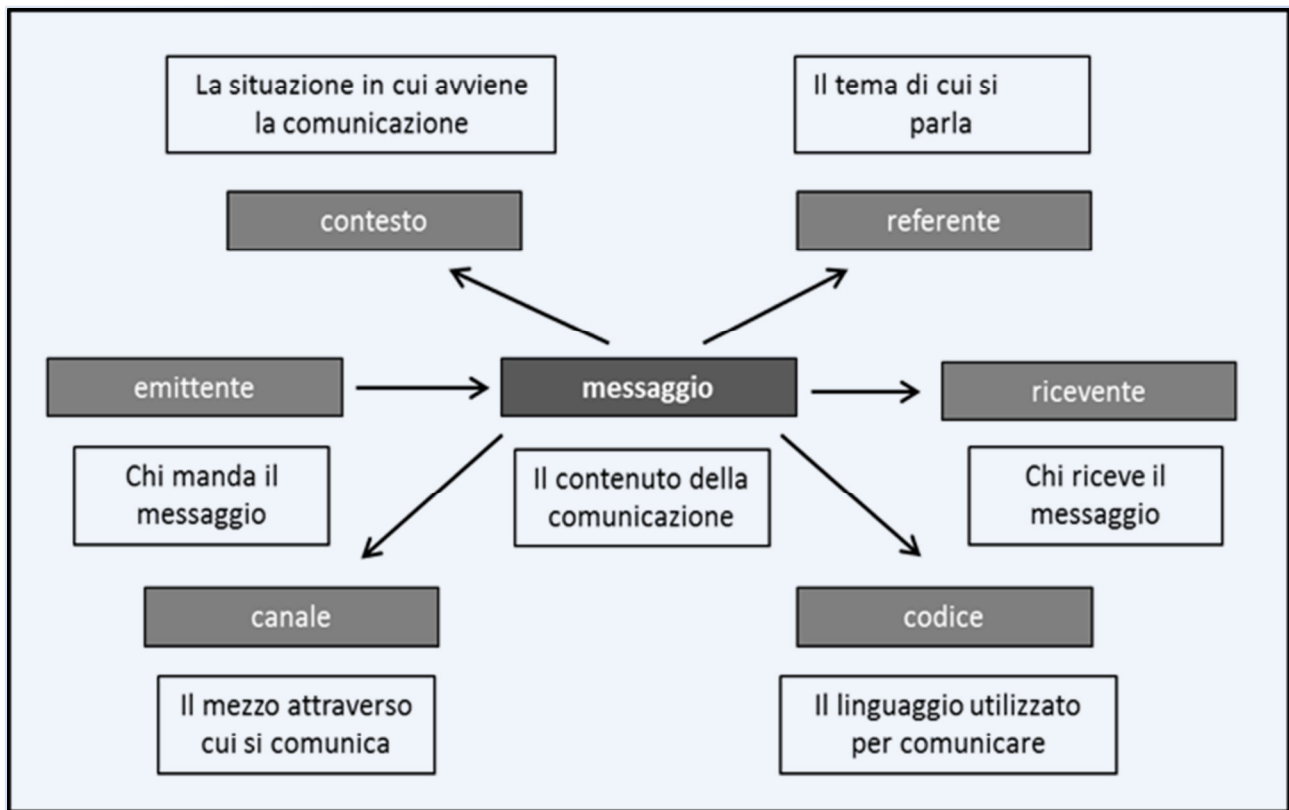 La situazione in cui avviene
la comunicazione
Il tema di cui si
parla
contesto
referente
emittente
messaggio
ricevente
Chi manda il
messaggio
Il contenuto della
comunicazione
Chi riceve il
messaggio
canale
codice
Il mezzo attraverso
cui si comunica
Il linguaggio utilizzato
per comunicare